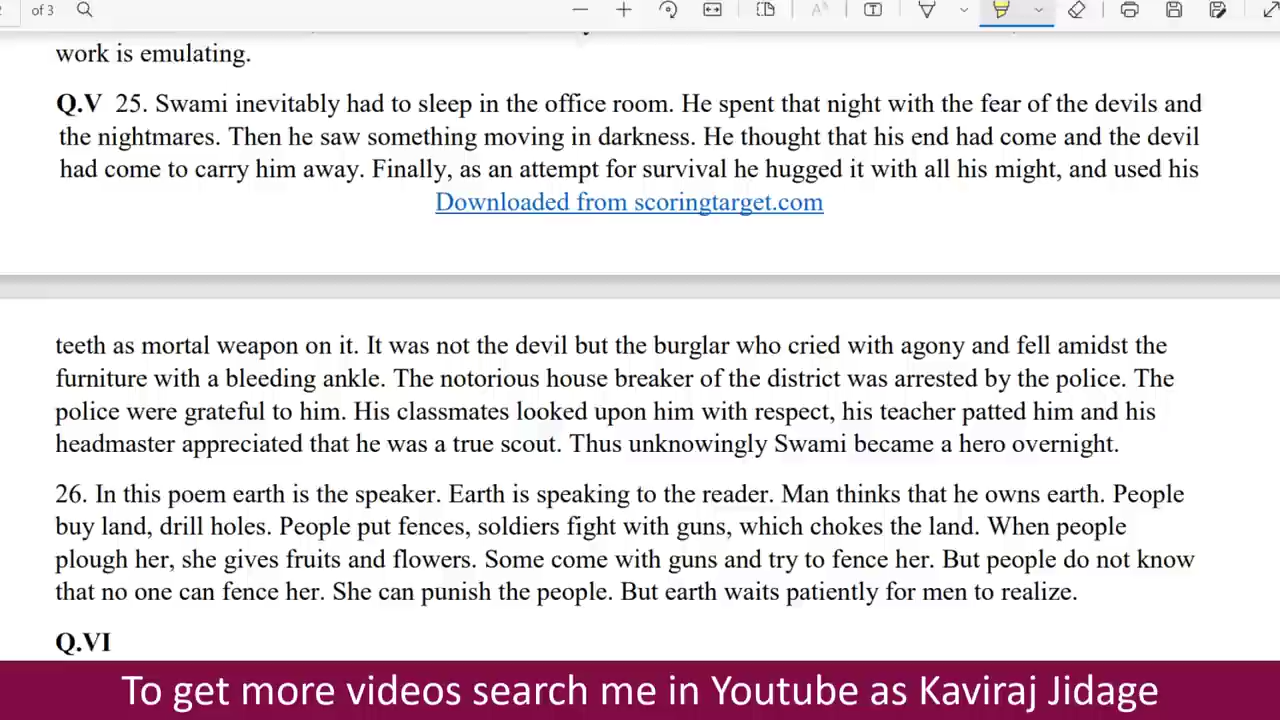 of 3
work is emulating.
Q.V 25. Swami inevitably had to sleep in the office room. He spent that night with the fear of the devils and
the nightmares. Then he saw something moving in darkness. He thought that his end had come and the devil
had come to carry him away. Finally, as an attempt for survival he hugged it with all his might, and used his
Downloaded from scoringtarget.com
teeth as mortal weapon on it. It was not the devil but the burglar who cried with agony and fell amidst the
furniture with a bleeding ankle. The notorious house breaker of the district was arrested by the police. The
police were grateful to him. His classmates looked upon him with respect, his teacher patted him and his
headmaster appreciated that he was a true scout. Thus unknowingly Swami became a hero overnight.
26. In this poem earth is the speaker. Earth is speaking to the reader. Man thinks that he owns earth. People
buy land, drill holes. People put fences, soldiers fight with guns, which chokes the land. When people
plough her, she gives fruits and flowers. Some come with guns and try to fence her. But people do not know
that no one can fence her. She can punish the people. But earth waits patiently for men to realize.
Q.VI
To get more videos search me in Youtube as Kaviraj Jidage